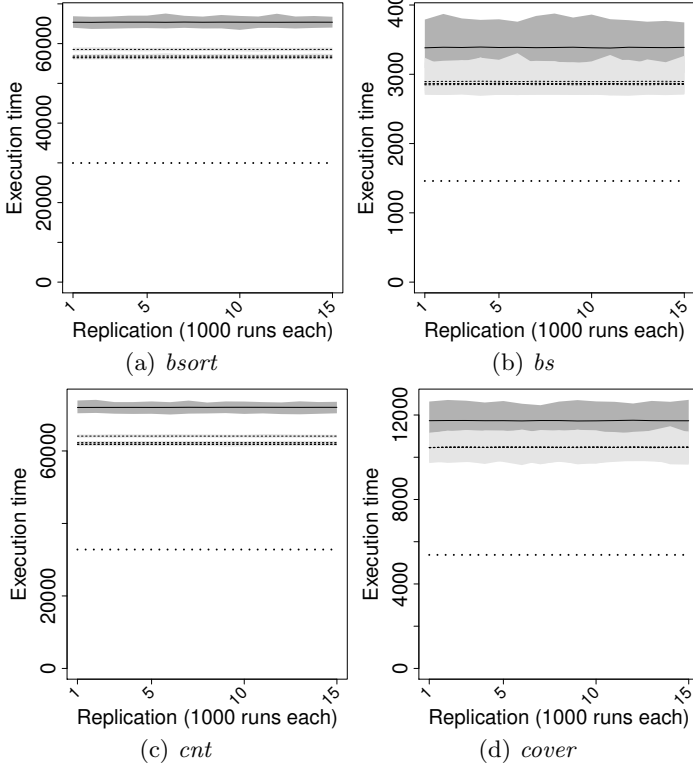 Execution time
0
20000
40000
60000
1
5
10
15
Replication (1000 runs each)
(a) bsort
Execution time
0
1000
2000
3000
1
5
10
15
Replication (1000 runs each)
(b) bs
Execution time
0
20000
60000
1
5
10
15
Replication (1000 runs each)
(c) cnt
Execution time
0
4000
8000
12000
1
5
10
15
Replication (1000 runs each)
(d) cover